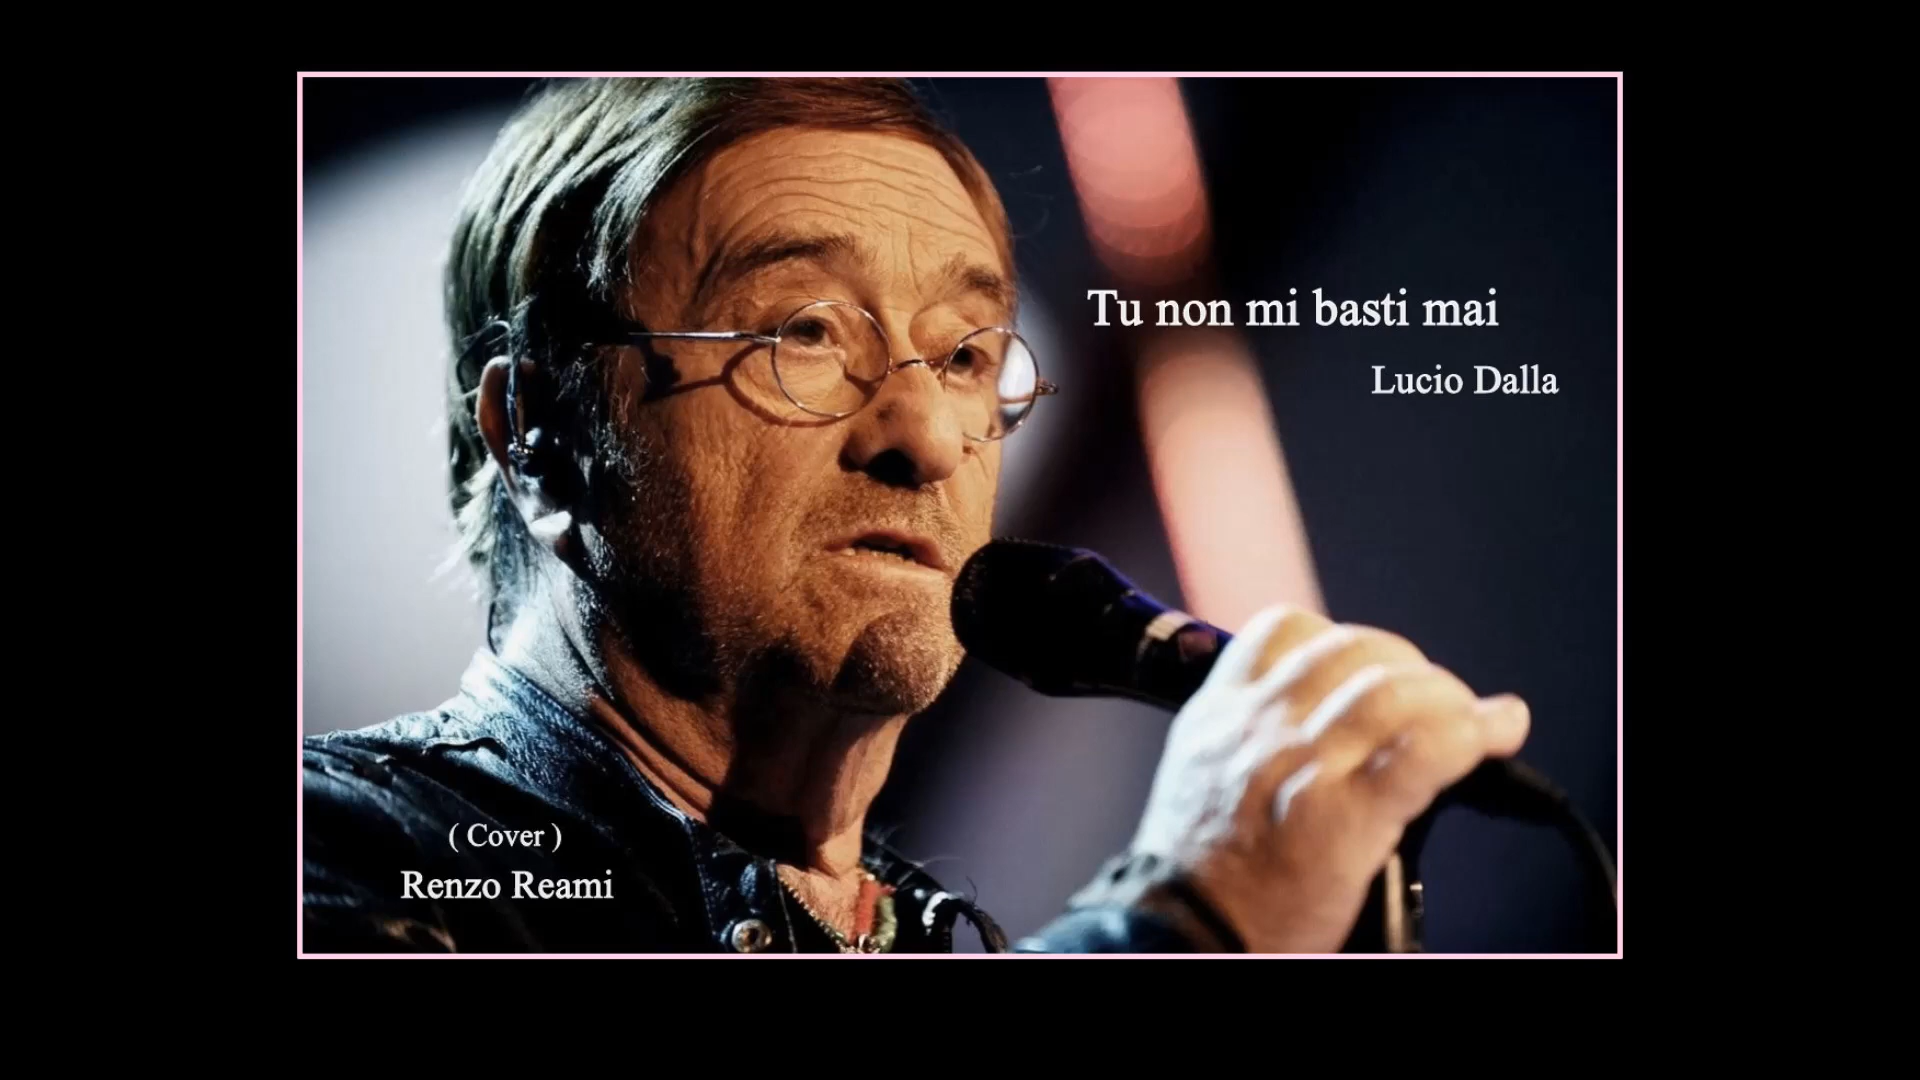 Tu non mi basti mai
Lucio Dalla
( Cover )
Renzo Reami